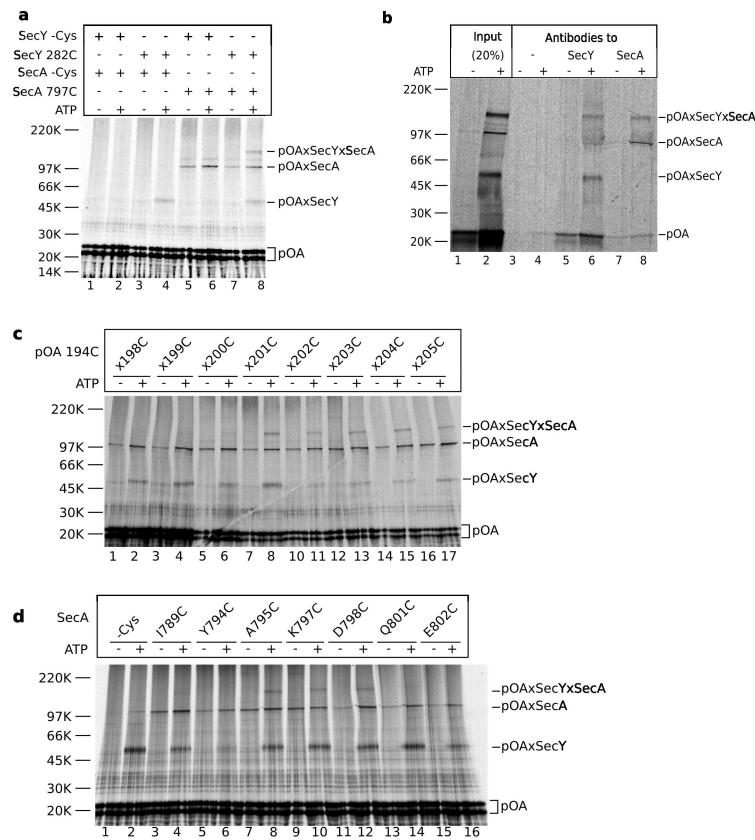 a
SecY -Cys + + - - + + - -
SecY 282C - - + + - - + +
SecA -Cys + + + + - - - -
SecA 797C - - - - + + + +
ATP - + - + - + - +
220K
97K
66K
45K
30K
20K
14K
pOAxSecYxSecA
pOAxSecA
pOAxSecY
pOA
1 2 3 4 5 6 7 8
b
Input Antibodies to
(20%) - SecY SecA
ATP - + - + - + - +
220K
97K
66K
45K
30K
20K
pOAxSecYxSecA
pOAxSecA
pOAxSecY
pOA
1 2 3 4 5 6 7 8
c
pOA 194C x198C x199C x200C x201C x202C x203C x204C x205C
ATP - + - + - + - + - + - + - + - +
220K
97K
66K
45K
30K
20K
pOAxSecYxSecA
pOAxSecA
pOAxSecY
pOA
1 2 3 4 5 6 7 8 10 11 12 13 14 15 16 17
d
SecA -Cys I789C Y794C A795C K797C D798C Q801C E802C
ATP - + - + - + - + - + - + - + - +
220K
97K
66K
45K
30K
20K
pOAxSecYxSecA
pOAxSecA
pOAxSecY
pOA
1 2 3 4 5 6 7 8 9 10 11 12 13 14 15 16